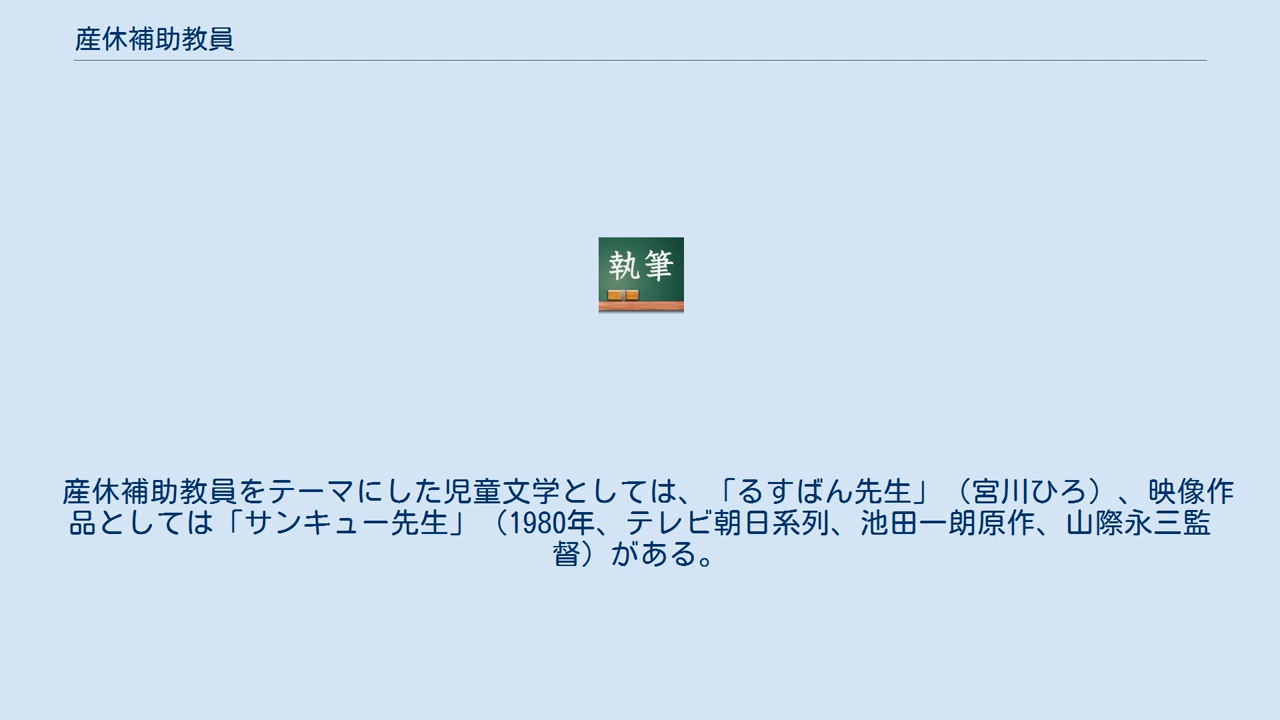 産休補助教員
執筆
産休補助教員をテーマにした児童文学としては、「るすばん先生」（宮川ひろ）、映像作
品としては「サンキュー先生」（1980年、テレビ朝日系列、池田一朗原作、山際永三監
督）がある。